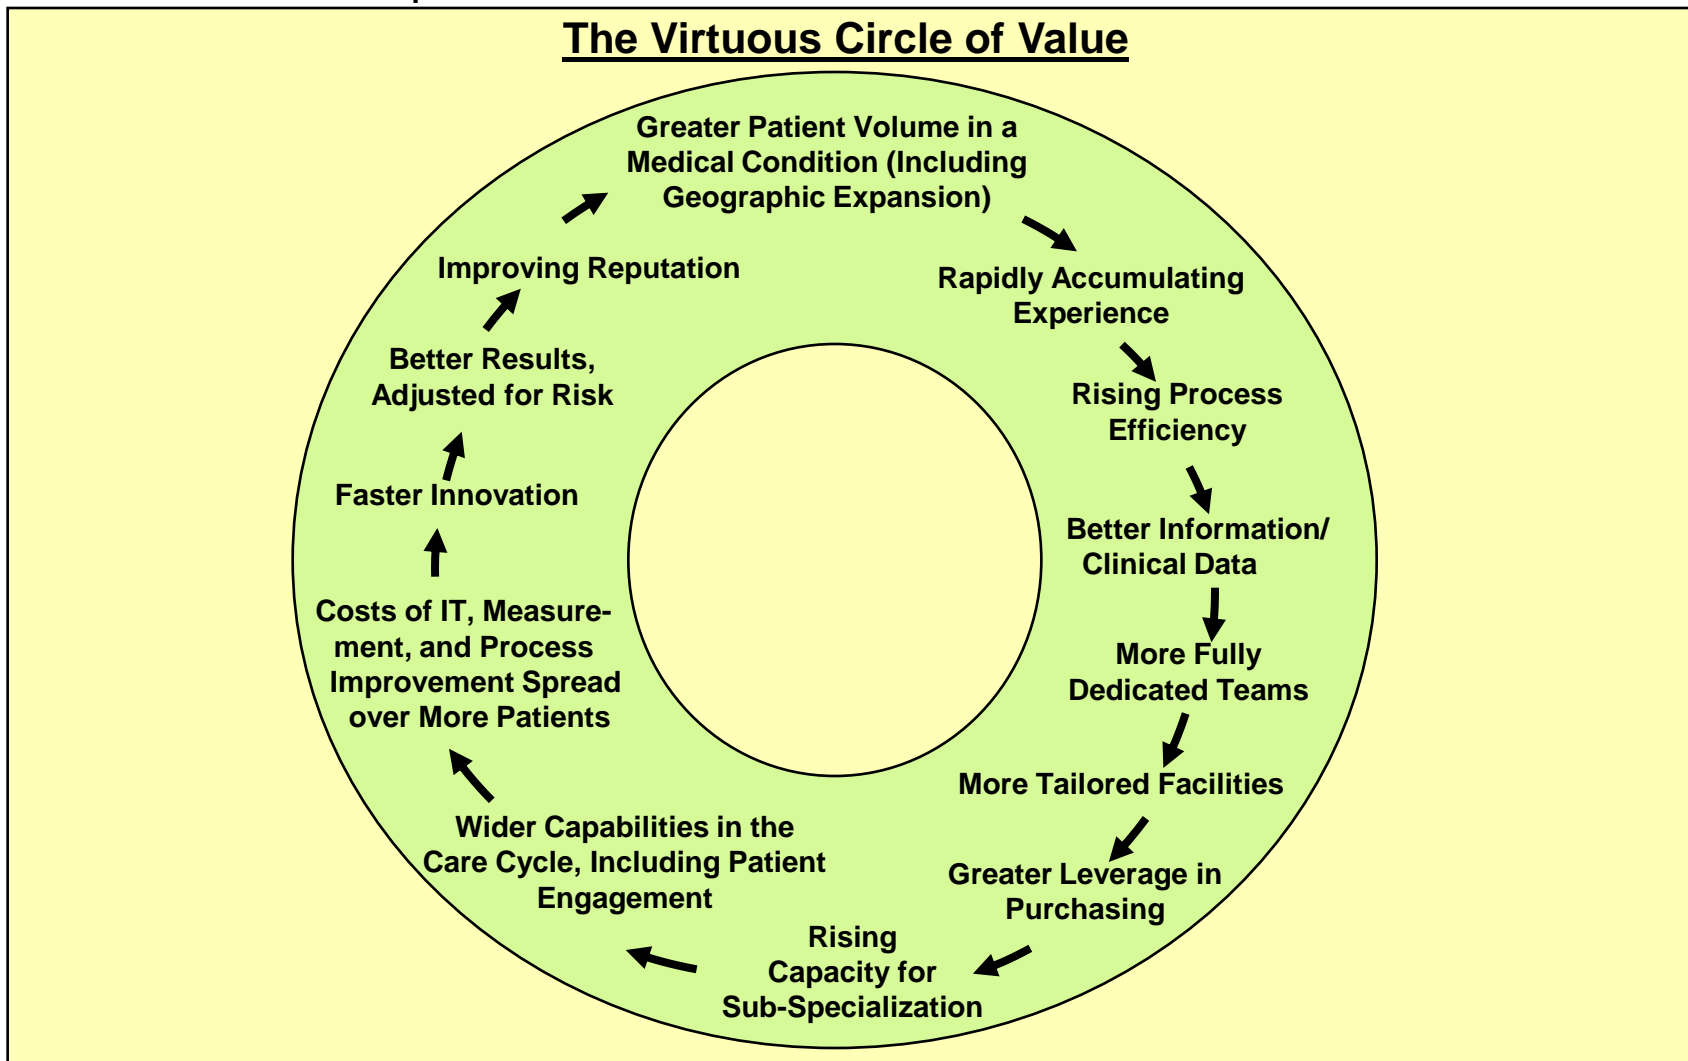 The Virtuous Circle of Value
Greater Patient Volume in a
Medical Condition (Including
Geographic Expansion)
Rapidly Accumulating
Experience
Rising Process
Efficiency
Better Information/
Clinical Data
More Fully
Dedicated Teams
More Tailored Facilities
Greater Leverage in
Purchasing
Rising
Capacity for
Sub-Specialization
Wider Capabilities in the
Care Cycle, Including Patient
Engagement
Costs of IT, Measure-
ment, and Process
Improvement Spread
over More Patients
Faster Innovation
Better Results,
Adjusted for Risk
Improving Reputation